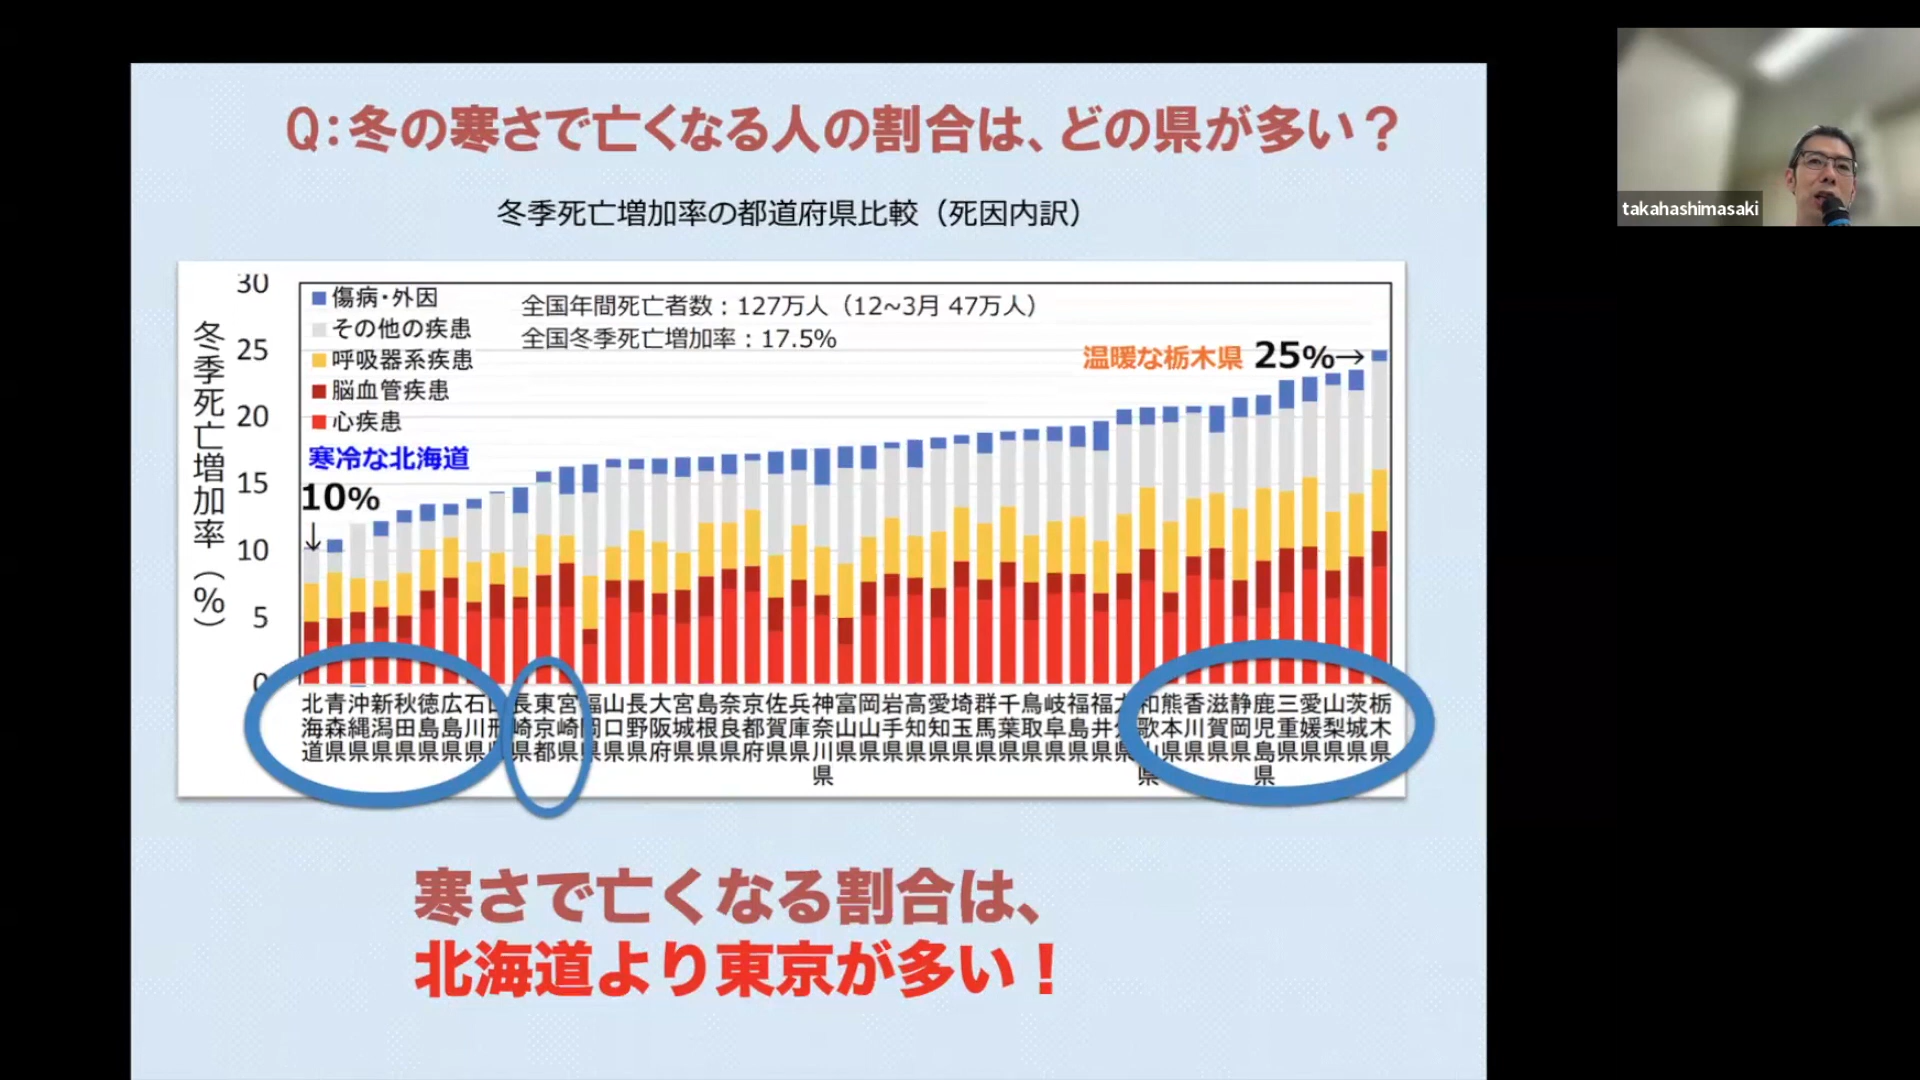 Q:冬の寒さで亡くなる人の割合は、どの県が多い？
takahashimasaki
冬季死亡増加率の都道府県比較（死因内訳）
冬季死亡増加率（%）
30
25
20
15
10
5
0
傷病・外因
その他の疾患
呼吸器系疾患
脳血管疾患
心疾患
全国年間死亡者数：127万人（12~3月 47万人）
全国冬季死亡増加率：17.5%
寒冷な北海道
10%
↓
温暖な栃木県 25%→
北海道
青森県
沖縄県
新潟県
秋田県
徳島県
広島県
石川県
長崎県
東京都
宮崎県
福岡県
山口県
長野県
大阪府
宮城県
島根県
奈良県
京都府
佐賀県
兵庫県
神奈川県
富山県
岡山県
岩手県
高知県
愛知県
埼玉県
群馬県
千葉県
鳥取県
岐阜県
福島県
福井県
和歌山県
熊本県
香川県
滋賀県
静岡県
鹿児島県
三重県
愛媛県
山梨県
茨城県
栃木県
寒さで亡くなる割合は、
北海道より東京が多い！